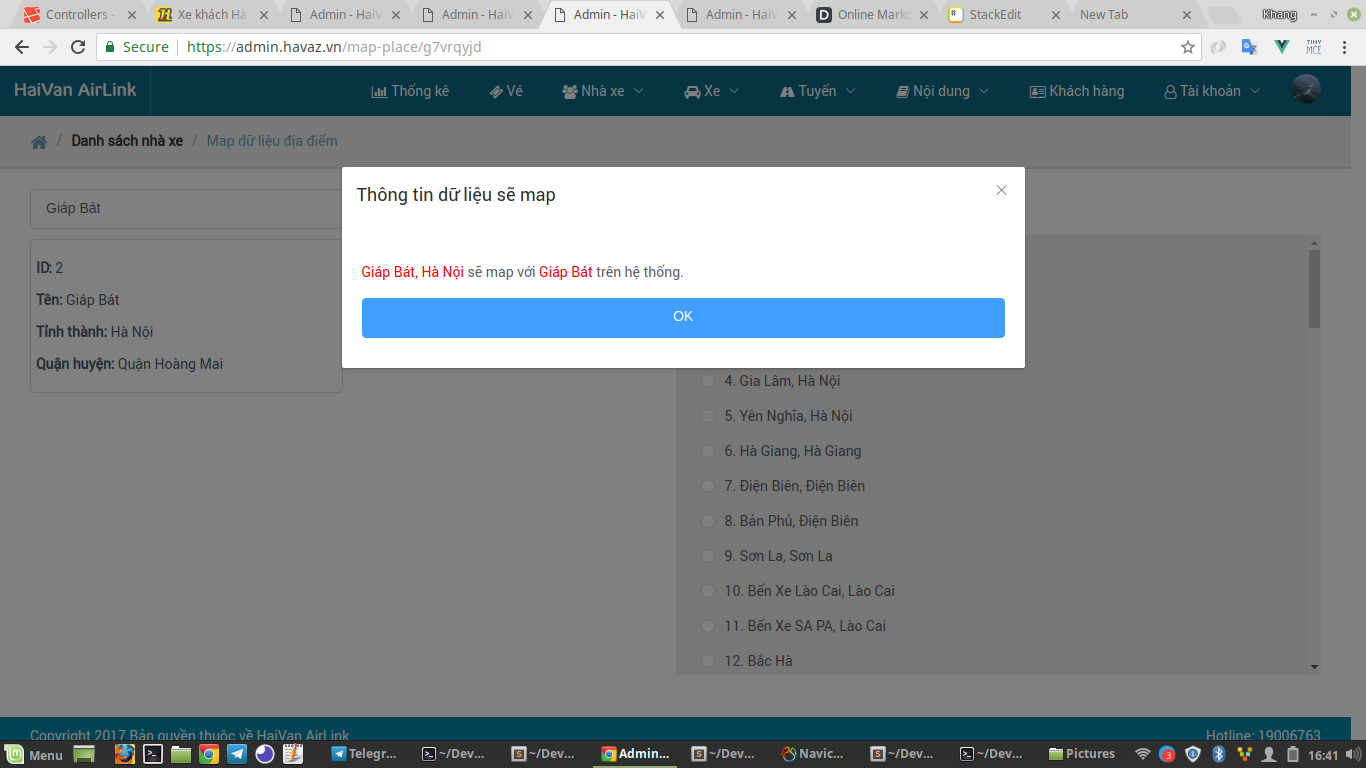 Controllers -
Xe khách Hà
Admin - HaiV
Admin - HaiV
Admin - HaiV
Admin - HaiV
Online Marke
StackEdit
New Tab
Khang
Secure
https://admin.havaz.vn/map-place/g7vrqyjd
TINY
MCE
HaiVan AirLink
Thống kê
Vé
Nhà xe
Xe
Tuyến
Nội dung
Khách hàng
Tài khoản
/ Danh sách nhà xe / Map dữ liệu địa điểm
Thông tin dữ liệu sẽ map
Giáp Bát, Hà Nội sẽ map với Giáp Bát trên hệ thống.
OK
Giáp Bát
ID: 2
Tên: Giáp Bát
Tỉnh thành: Hà Nội
Quận huyện: Quận Hoàng Mai
4. Gia Lâm, Hà Nội
5. Yên Nghĩa, Hà Nội
6. Hà Giang, Hà Giang
7. Điện Biên, Điện Biên
8. Bản Phủ, Điện Biên
9. Sơn La, Sơn La
10. Bến Xe Lào Cai, Lào Cai
11. Bến Xe SA PA, Lào Cai
12. Bắc Hà
Copyright 2017 Bản quyền thuộc về HaiVan AirLink
Hotline: 19006763
Menu
Telegr...
~/Dev...
~/Dev...
Admin...
~/Dev...
Navic...
~/Dev...
~/Dev...
Pictures
3
16:41